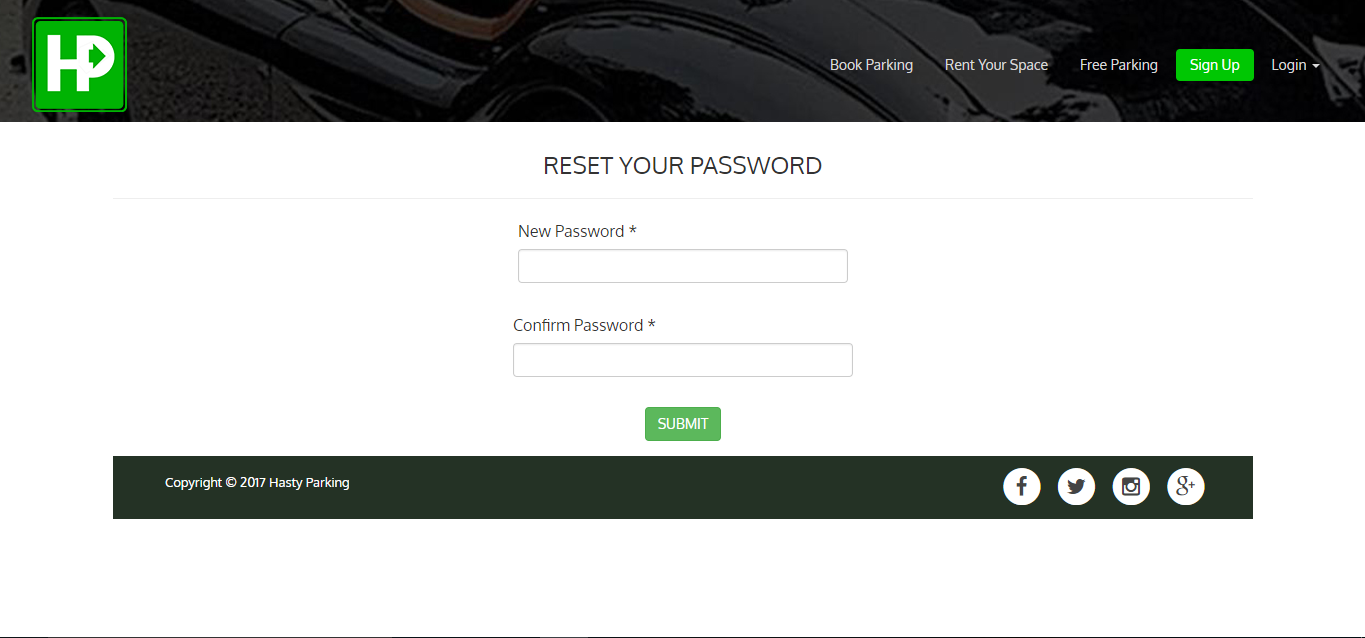 HP
Book Parking
Rent Your Space
Free Parking
Sign Up
Login
RESET YOUR PASSWORD
New Password *
Confirm Password *
SUBMIT
Copyright © 2017 Hasty Parking
f
g+